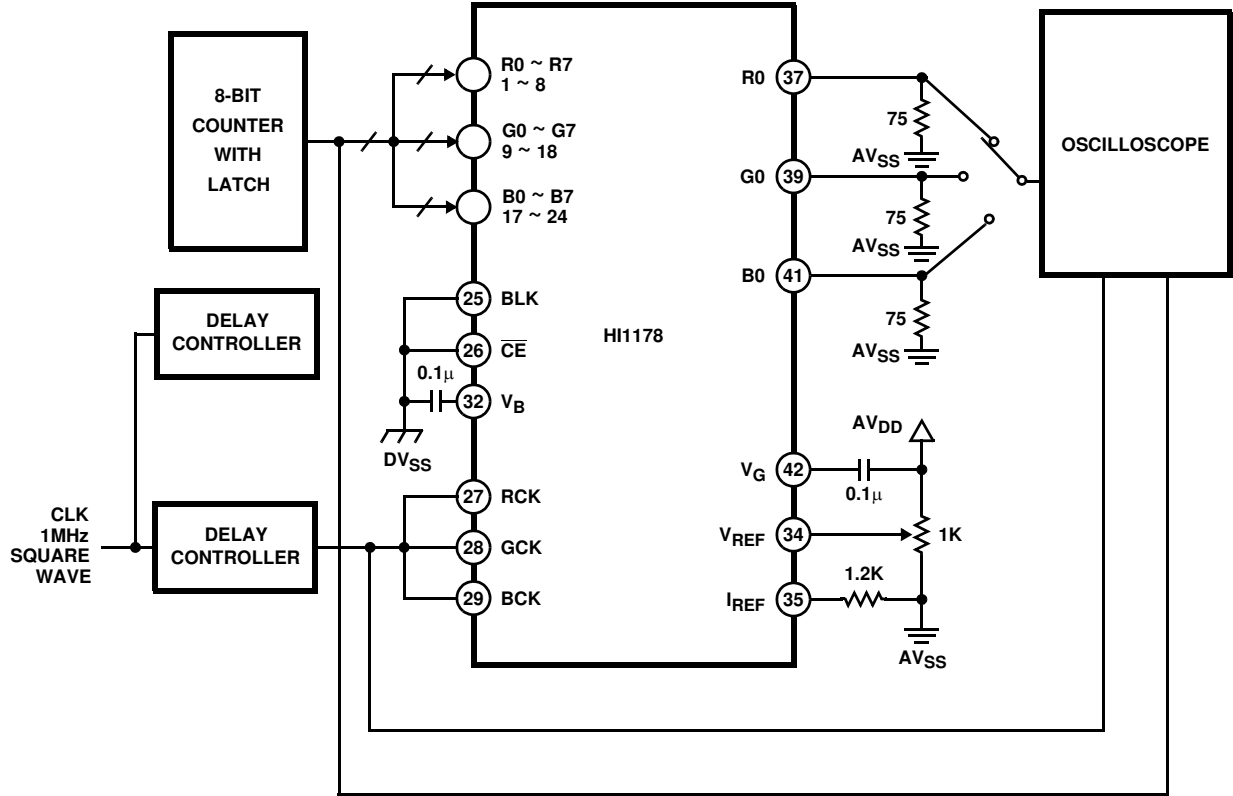 8-BIT
COUNTER
WITH
LATCH
R0 ~ R7
1 ~ 8
G0 ~ G7
9 ~ 18
B0 ~ B7
17 ~ 24
DELAY
CONTROLLER
25 BLK
26 C̅E̅
0.1μ
32 VB
DVSS
CLK
1MHz
SQUARE
WAVE
DELAY
CONTROLLER
27 RCK
28 GCK
29 BCK
HI1178
R0 37
75
AVSS
G0 39
75
AVSS
B0 41
75
AVSS
OSCILLOSCOPE
AVDD
VG 42
0.1μ
VREF 34
1K
1.2K
IREF 35
AVSS